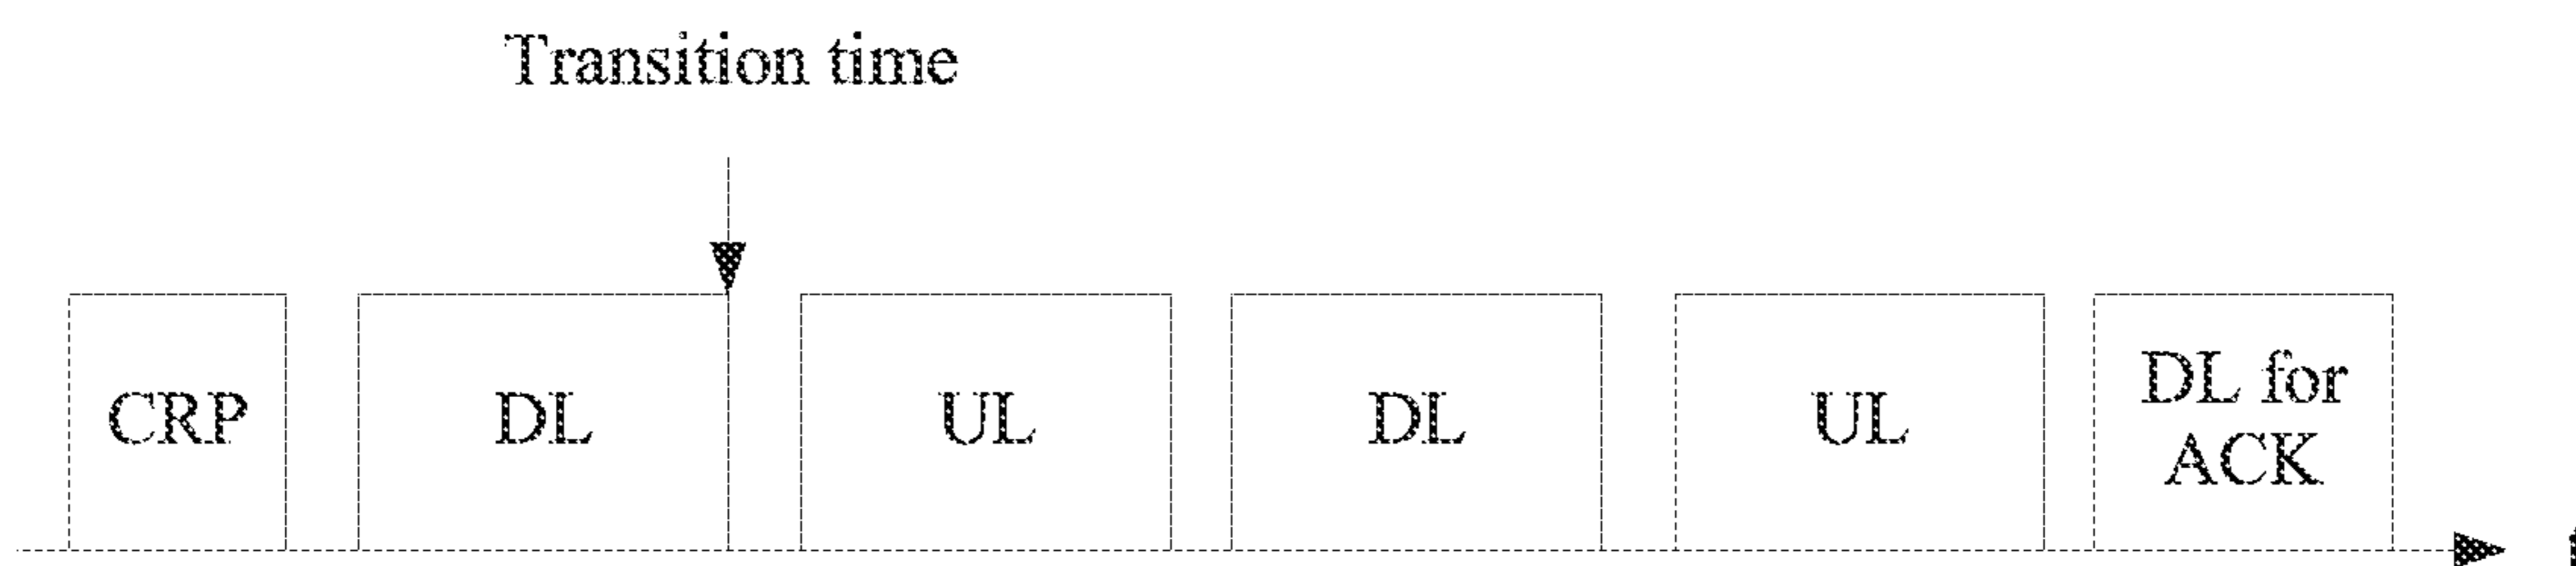 Transition time
CRP
DL
UL
DL
UL
DL for
ACK